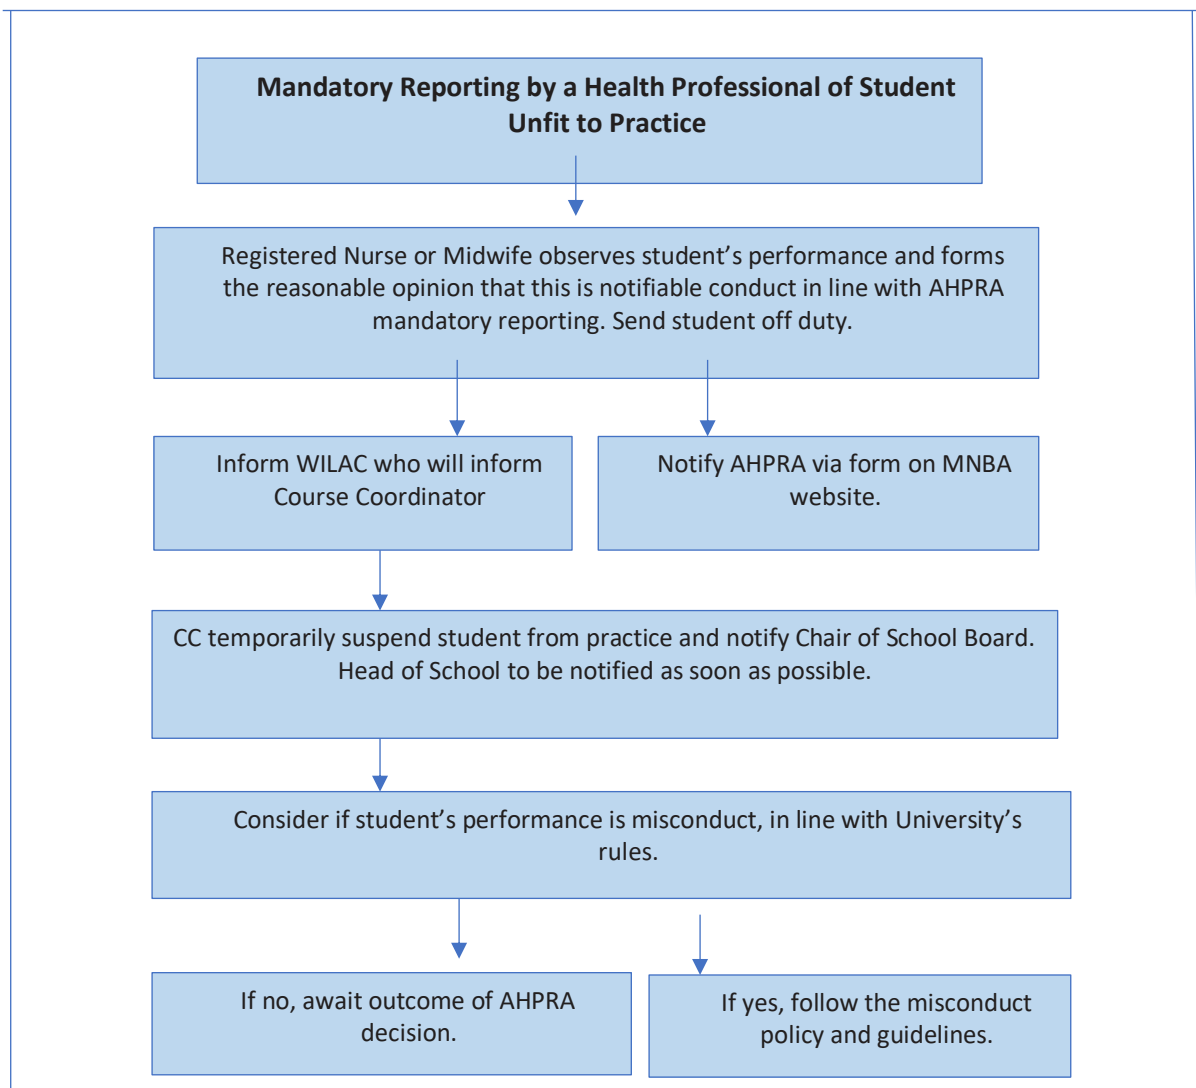 Mandatory Reporting by a Health Professional of Student
Unfit to Practice
Registered Nurse or Midwife observes student’s performance and forms
the reasonable opinion that this is notifiable conduct in line with AHPRA
mandatory reporting. Send student off duty.
Inform WILAC who will inform
Course Coordinator
Notify AHPRA via form on MNBA
website.
CC temporarily suspend student from practice and notify Chair of School Board.
Head of School to be notified as soon as possible.
Consider if student’s performance is misconduct, in line with University’s
rules.
If no, await outcome of AHPRA
decision.
If yes, follow the misconduct
policy and guidelines.